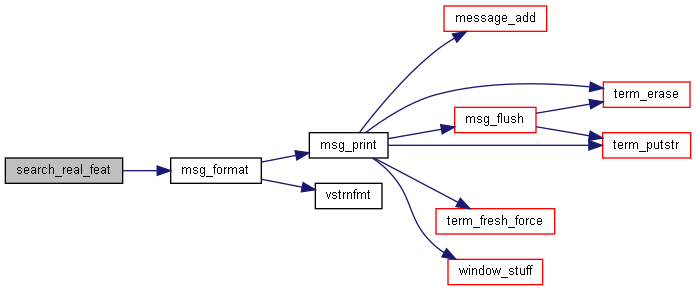 message_add
term_erase
msg_flush
msg_print
term_putstr
search_real_feat
msg_format
vstrnfmt
term_fresh_force
window_stuff